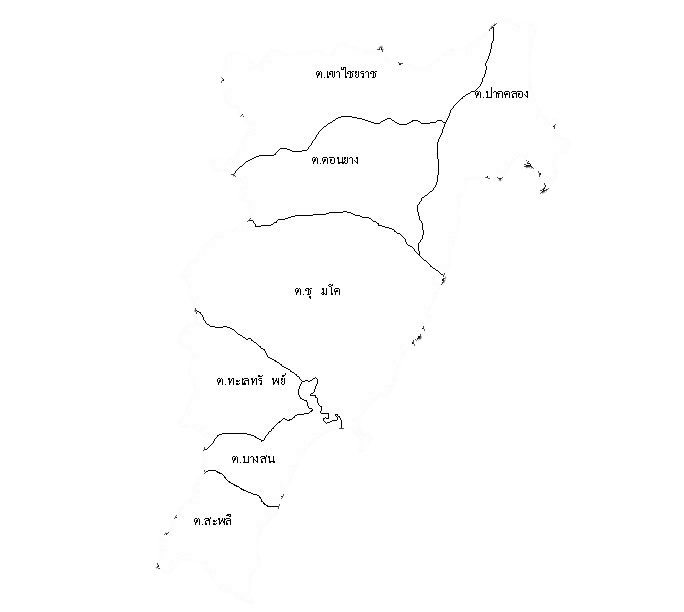 ต.เขาไชยราช
ต.ปากคลอง
ต.ดอนยาง
ต.ชุ มโค
ต.ทะเลทรั พย์
ต.บางสน
ต.สะพลี